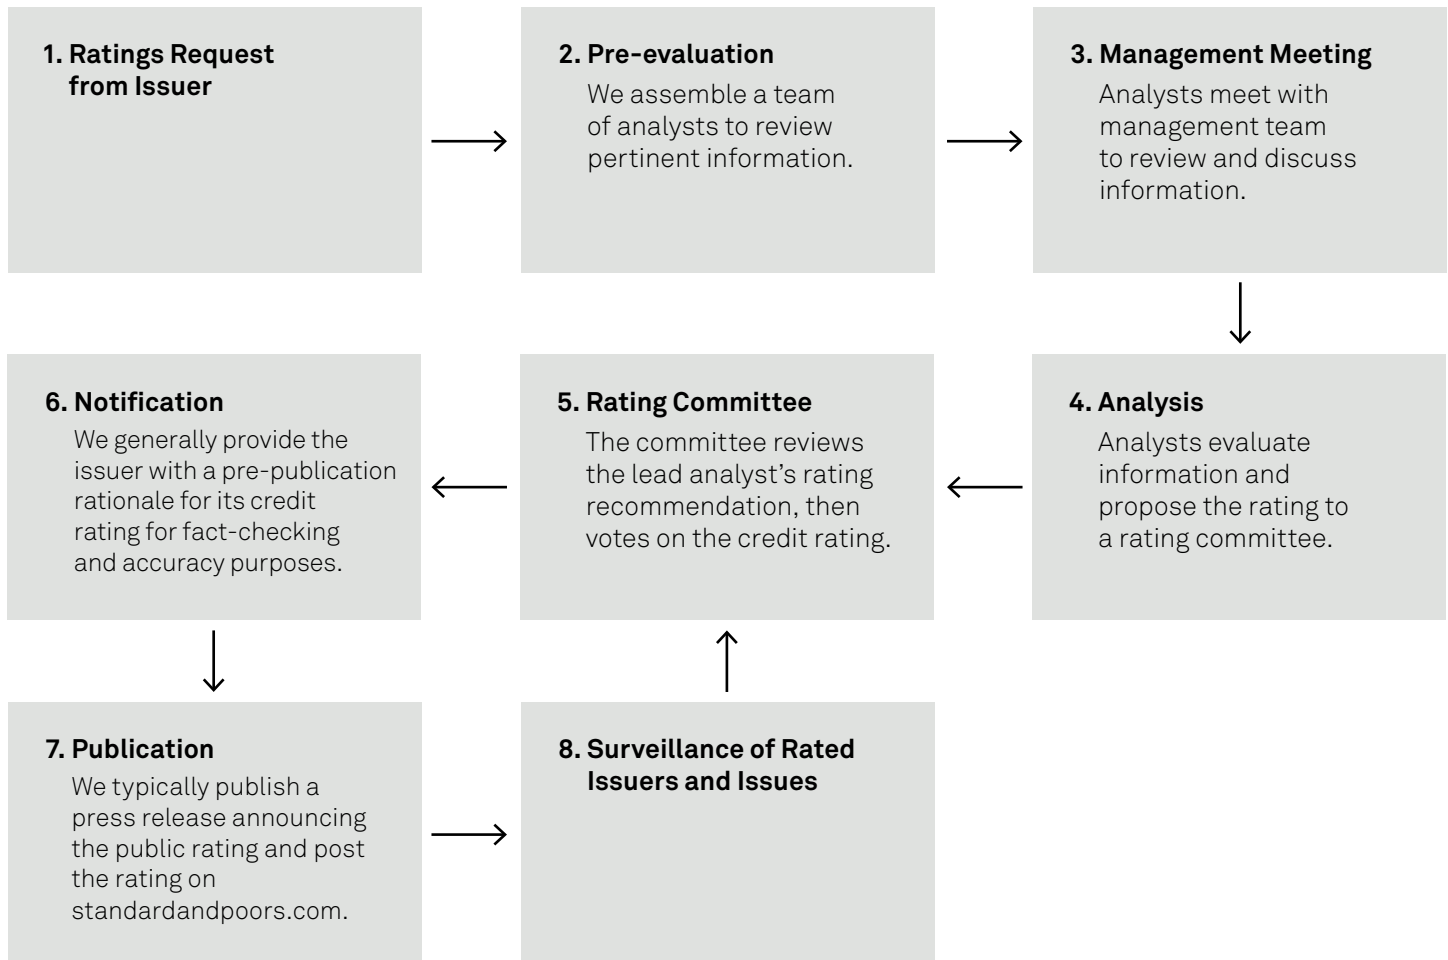 1. Ratings Request
from Issuer
2. Pre-evaluation
We assemble a team
of analysts to review
pertinent information.
3. Management Meeting
Analysts meet with
management team
to review and discuss
information.
4. Analysis
Analysts evaluate
information and
propose the rating to
a rating committee.
5. Rating Committee
The committee reviews
the lead analyst’s rating
recommendation, then
votes on the credit rating.
6. Notification
We generally provide the
issuer with a pre-publication
rationale for its credit
rating for fact-checking
and accuracy purposes.
7. Publication
We typically publish a
press release announcing
the public rating and post
the rating on
standardandpoors.com.
8. Surveillance of Rated
Issuers and Issues